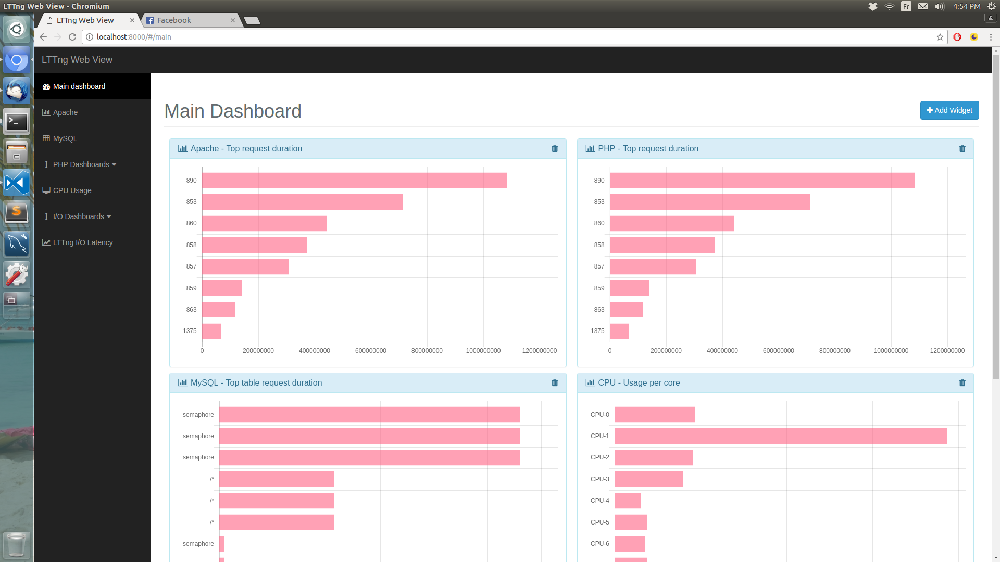 LTTng Web View - Chromium
Fr
4:54 PM
LTTng Web View
Facebook
localhost:8000/#/main
LTTng Web View
Main dashboard
Apache
MySQL
PHP Dashboards
CPU Usage
I/O Dashboards
LTTng I/O Latency
Main Dashboard
Add Widget
Apache - Top request duration
890
853
860
858
857
859
863
1375
0 200000000 400000000 600000000 800000000 1000000000 1200000000
PHP - Top request duration
890
853
860
858
857
859
863
1375
0 200000000 400000000 600000000 800000000 1000000000 1200000000
MySQL - Top table request duration
semaphore
semaphore
semaphore
/*
/*
/*
semaphore
CPU - Usage per core
CPU-0
CPU-1
CPU-2
CPU-3
CPU-4
CPU-5
CPU-6